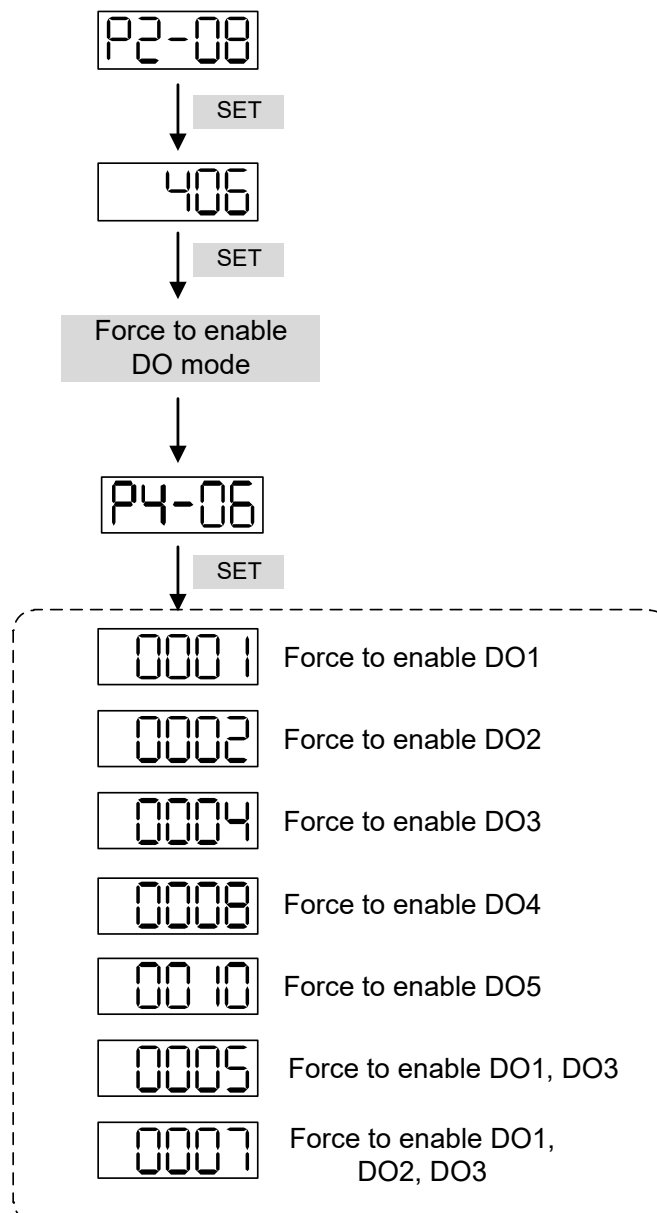 P2-08
SET
406
SET
Force to enable
DO mode
P4-06
SET
0001 Force to enable DO1
0002 Force to enable DO2
0004 Force to enable DO3
0008 Force to enable DO4
0010 Force to enable DO5
0005 Force to enable DO1, DO3
0007 Force to enable DO1,
DO2, DO3